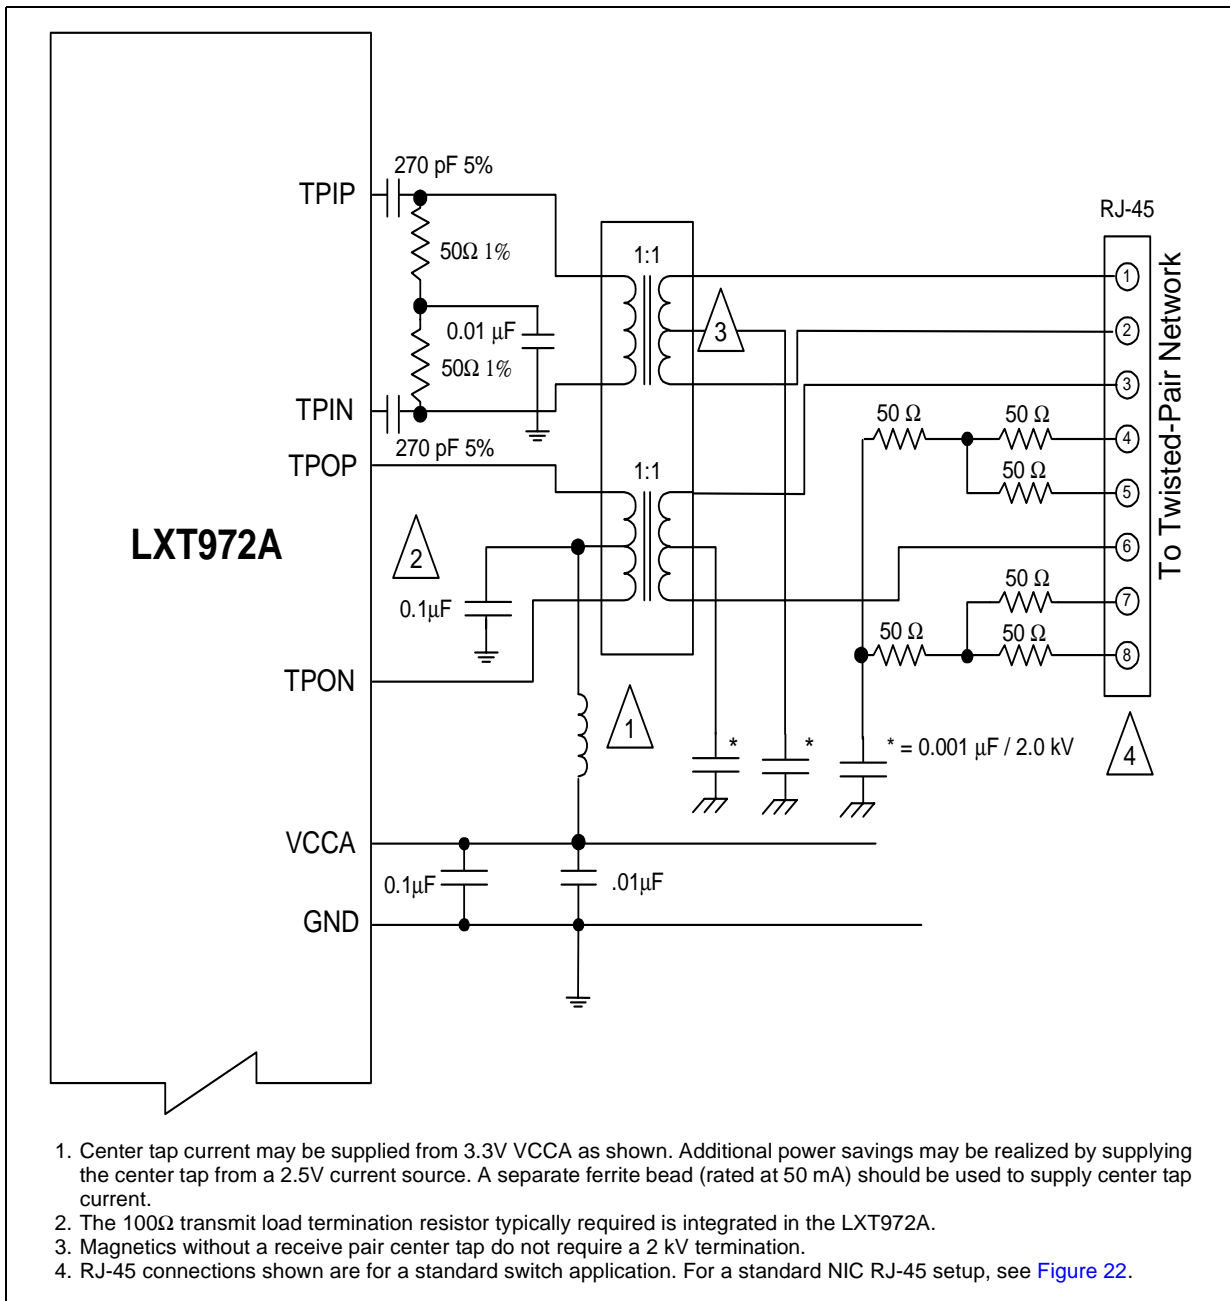 270 pF 5%
TPIP
50Ω 1%
0.01 μF
50Ω 1%
TPIN
270 pF 5%
TPOP
LXT972A
2
0.1μF
TPON
1:1
3
1:1
1
RJ-45
1
2
3
4
5
6
7
8
To Twisted-Pair Network
50 Ω
50 Ω
50 Ω
50 Ω
50 Ω
50 Ω
*
*
* = 0.001 μF / 2.0 kV
4
VCCA
0.1μF
.01μF
GND
1. Center tap current may be supplied from 3.3V VCCA as shown. Additional power savings may be realized by supplying
the center tap from a 2.5V current source. A separate ferrite bead (rated at 50 mA) should be used to supply center tap
current.
2. The 100Ω transmit load termination resistor typically required is integrated in the LXT972A.
3. Magnetics without a receive pair center tap do not require a 2 kV termination.
4. RJ-45 connections shown are for a standard switch application. For a standard NIC RJ-45 setup, see Figure 22.